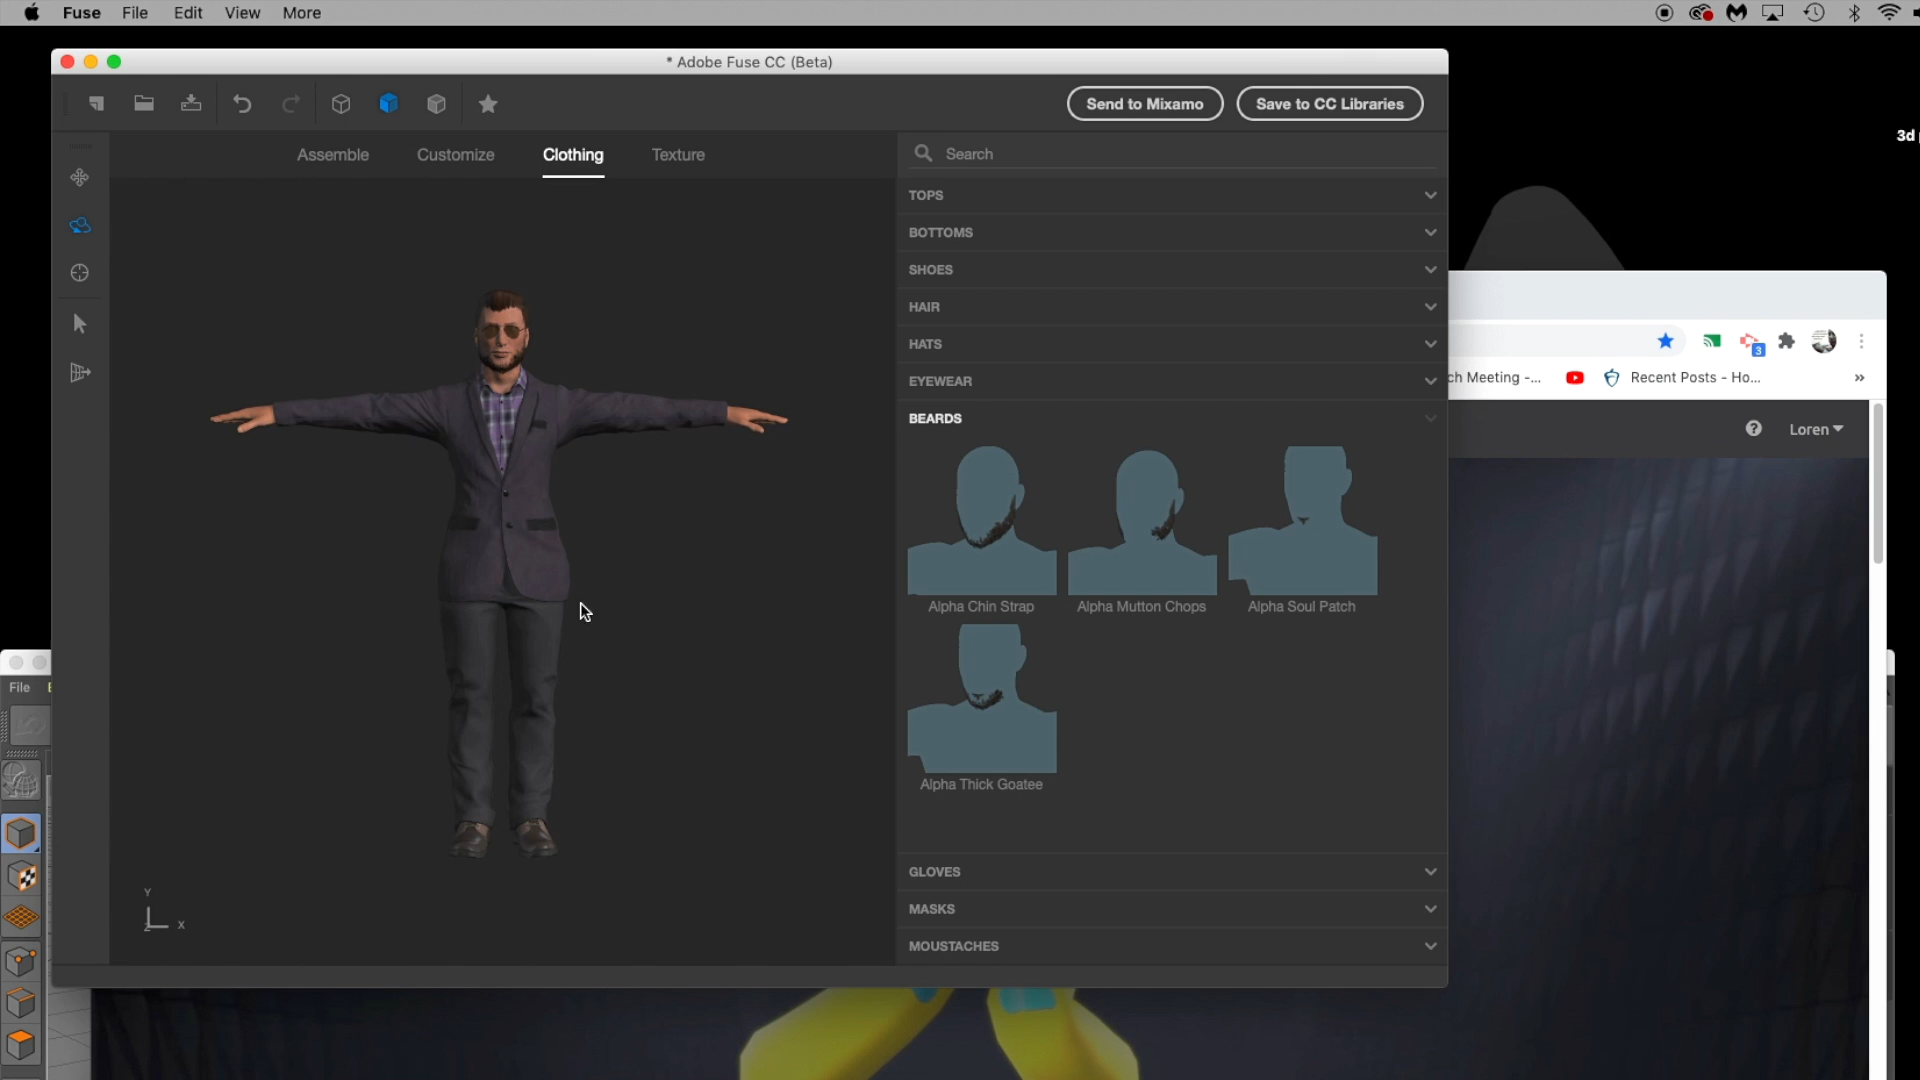 Fuse File Edit View More
* Adobe Fuse CC (Beta)
Send to Mixamo Save to CC Libraries
3d
Assemble Customize Clothing Texture
Search
TOPS
BOTTOMS
SHOES
HAIR
HATS
EYEWEAR
BEARDS
Alpha Chin Strap Alpha Mutton Chops Alpha Soul Patch
Alpha Thick Goatee
GLOVES
MASKS
MOUSTACHES
Y
X
Z
3
ch Meeting -... Recent Posts - Ho... »
Loren
File